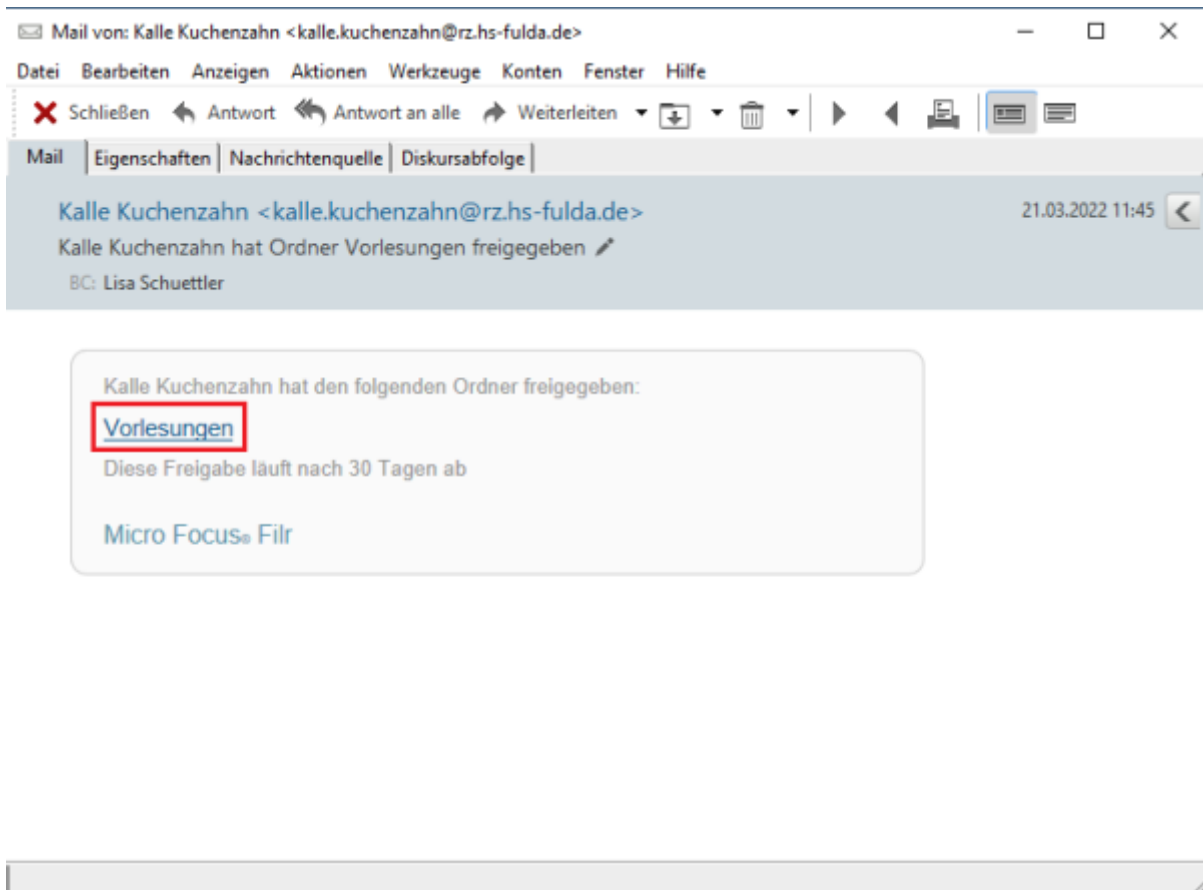 Mail von: Kalle Kuchenzahn <kalle.kuchenzahn@rz.hs-fulda.de>
Datei Bearbeiten Anzeigen Aktionen Werkzeuge Konten Fenster Hilfe
Schließen Antwort Antwort an alle Weiterleiten
Mail Eigenschaften Nachrichtenquelle Diskursabfolge
Kalle Kuchenzahn <kalle.kuchenzahn@rz.hs-fulda.de> 21.03.2022 11:45
Kalle Kuchenzahn hat Ordner Vorlesungen freigegeben
BC: Lisa Schuettler
Kalle Kuchenzahn hat den folgenden Ordner freigegeben:
Vorlesungen
Diese Freigabe läuft nach 30 Tagen ab
Micro Focus® Filr